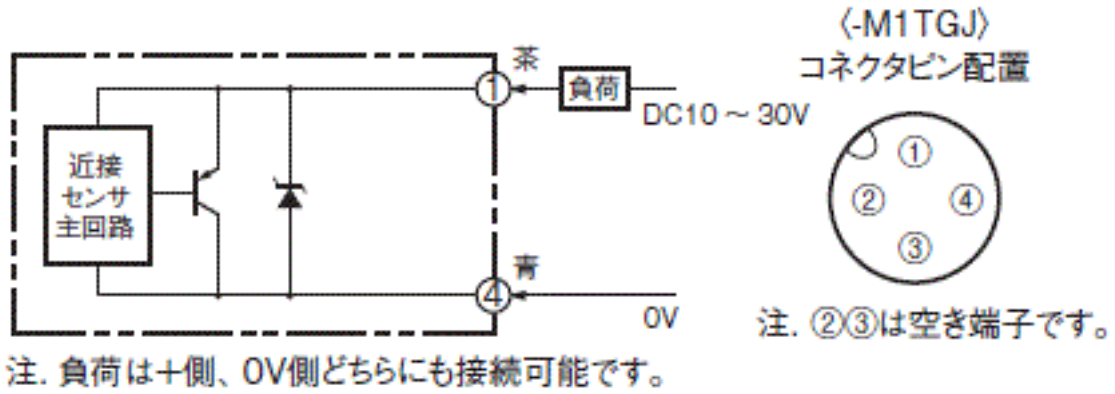 茶
①
負荷
DC10 ～ 30V
近接
センサ
主回路
青
④
0V
注. 負荷は＋側、0V側どちらにも接続可能です。
〈-M1TGJ〉
コネクタピン配置
①
② ④
③
注. ②③は空き端子です。